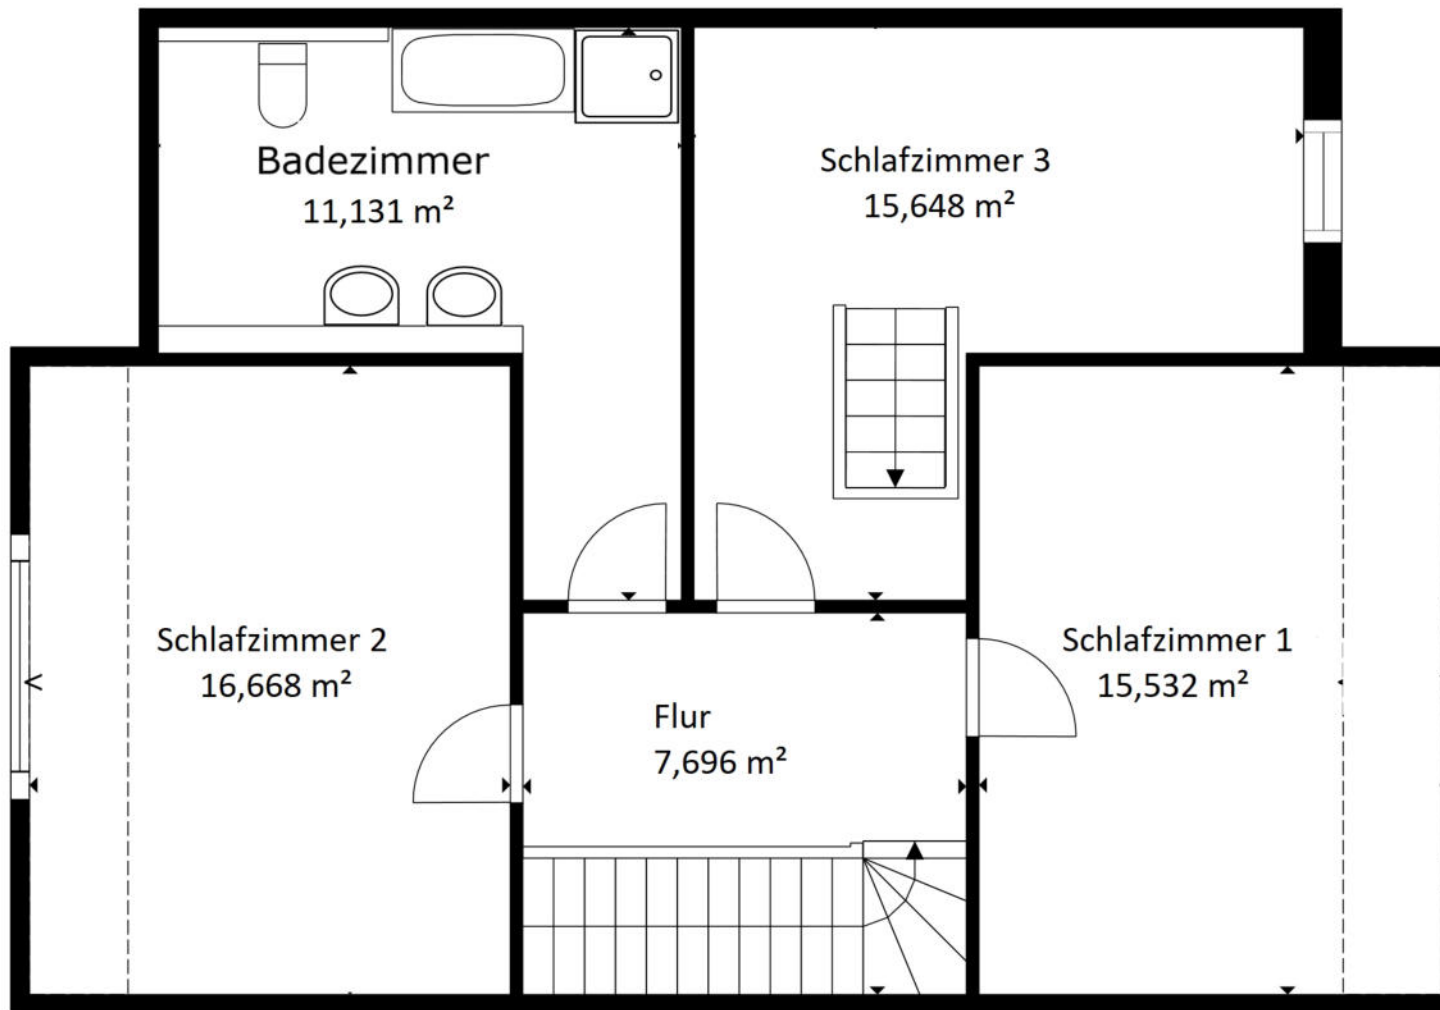 Badezimmer
11,131 m²
Schlafzimmer 3
15,648 m²
Schlafzimmer 2
16,668 m²
Flur
7,696 m²
Schlafzimmer 1
15,532 m²